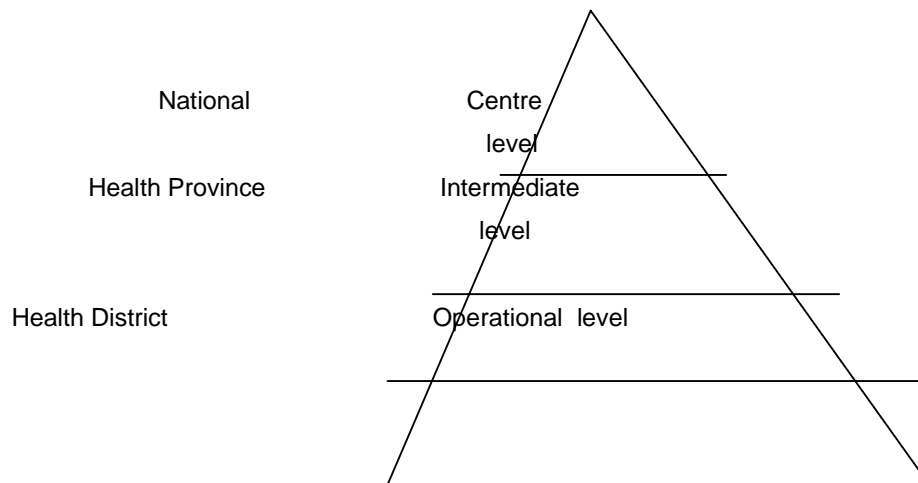 National Centre
level
Health Province Intermediate
level
Health District Operational level